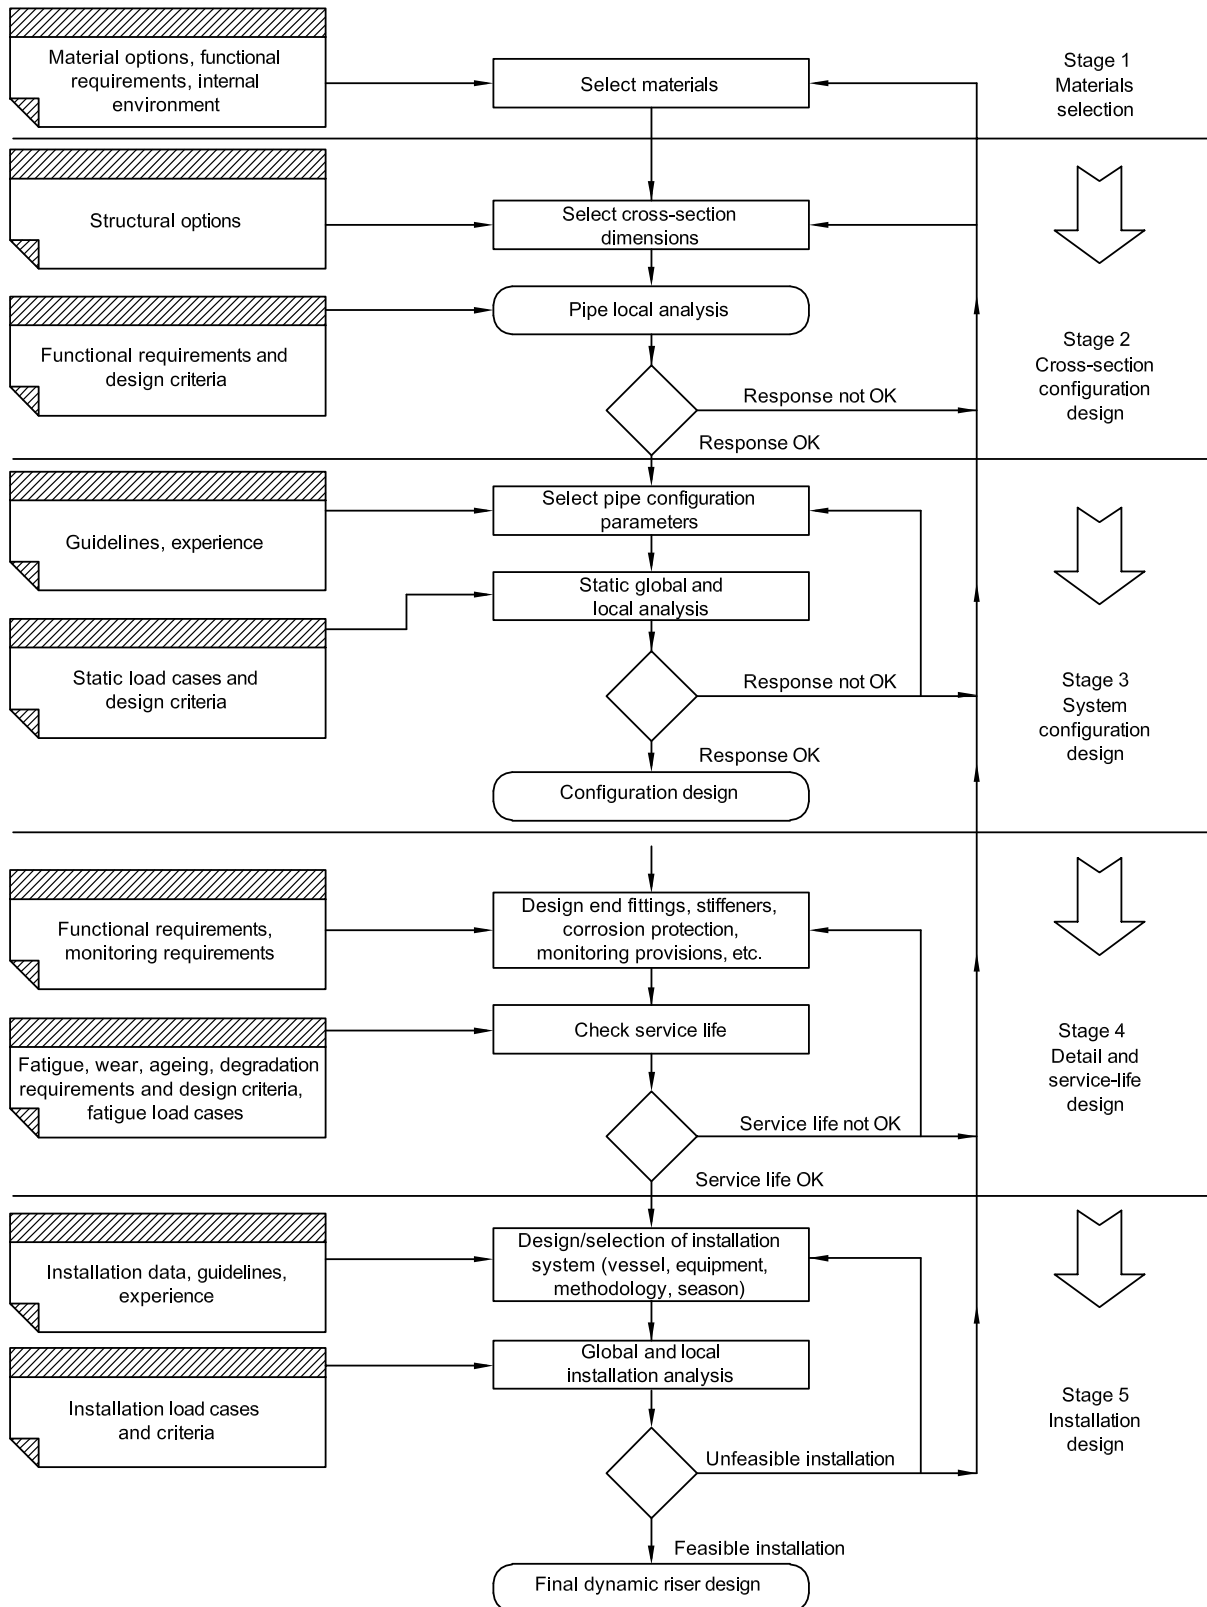 Material options, functional
requirements, internal
environment
Select materials
Stage 1
Materials
selection
Structural options
Select cross-section
dimensions
Pipe local analysis
Functional requirements and
design criteria
Response not OK
Response OK
Stage 2
Cross-section
configuration
design
Guidelines, experience
Select pipe configuration
parameters
Static global and
local analysis
Static load cases and
design criteria
Response not OK
Response OK
Configuration design
Stage 3
System
configuration
design
Functional requirements,
monitoring requirements
Design end fittings, stiffeners,
corrosion protection,
monitoring provisions, etc.
Check service life
Fatigue, wear, ageing, degradation
requirements and design criteria,
fatigue load cases
Service life not OK
Service life OK
Stage 4
Detail and
service-life
design
Installation data, guidelines,
experience
Design/selection of installation
system (vessel, equipment,
methodology, season)
Global and local
installation analysis
Installation load cases
and criteria
Unfeasible installation
Feasible installation
Final dynamic riser design
Stage 5
Installation
design